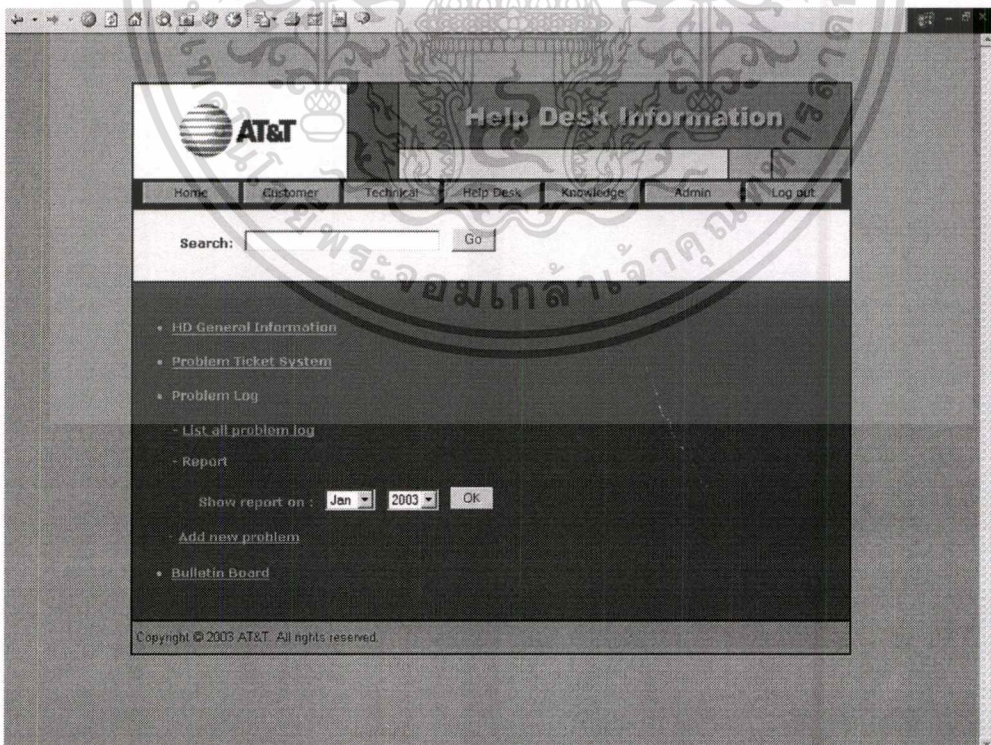 AT&T
Help Desk Information
Home Customer Technical Help Desk Knowledge Admin Log out
Search: Go
• HD General Information
• Problem Ticket System
• Problem Log
- List all problem log
- Report
Show report on : Jan 2003 OK
- Add new problem
• Bulletin Board
Copyright © 2003 AT&T. All rights reserved.